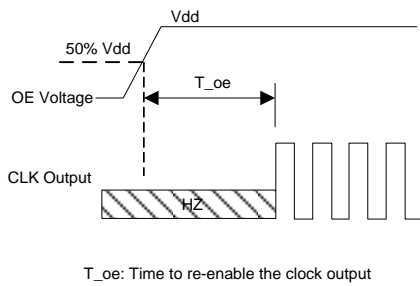 Vdd
50% Vdd
T_oe
OE Voltage
CLK Output
HZ
T_oe: Time to re-enable the clock output